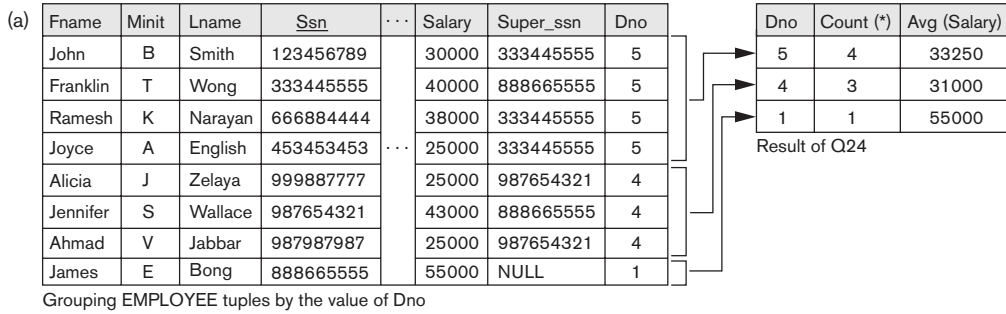 (a)
Fname Minit Lname Ssn · · · Salary Super_ssn Dno
John B Smith 123456789 30000 333445555 5
Franklin T Wong 333445555 40000 888665555 5
Ramesh K Narayan 666884444 38000 333445555 5
Joyce A English 453453453 · · · 25000 333445555 5
Alicia J Zelaya 999887777 25000 987654321 4
Jennifer S Wallace 987654321 43000 888665555 4
Ahmad V Jabbar 987987987 25000 987654321 4
James E Bong 888665555 55000 NULL 1
Grouping EMPLOYEE tuples by the value of Dno
Dno Count (*) Avg (Salary)
5 4 33250
4 3 31000
1 1 55000
Result of Q24